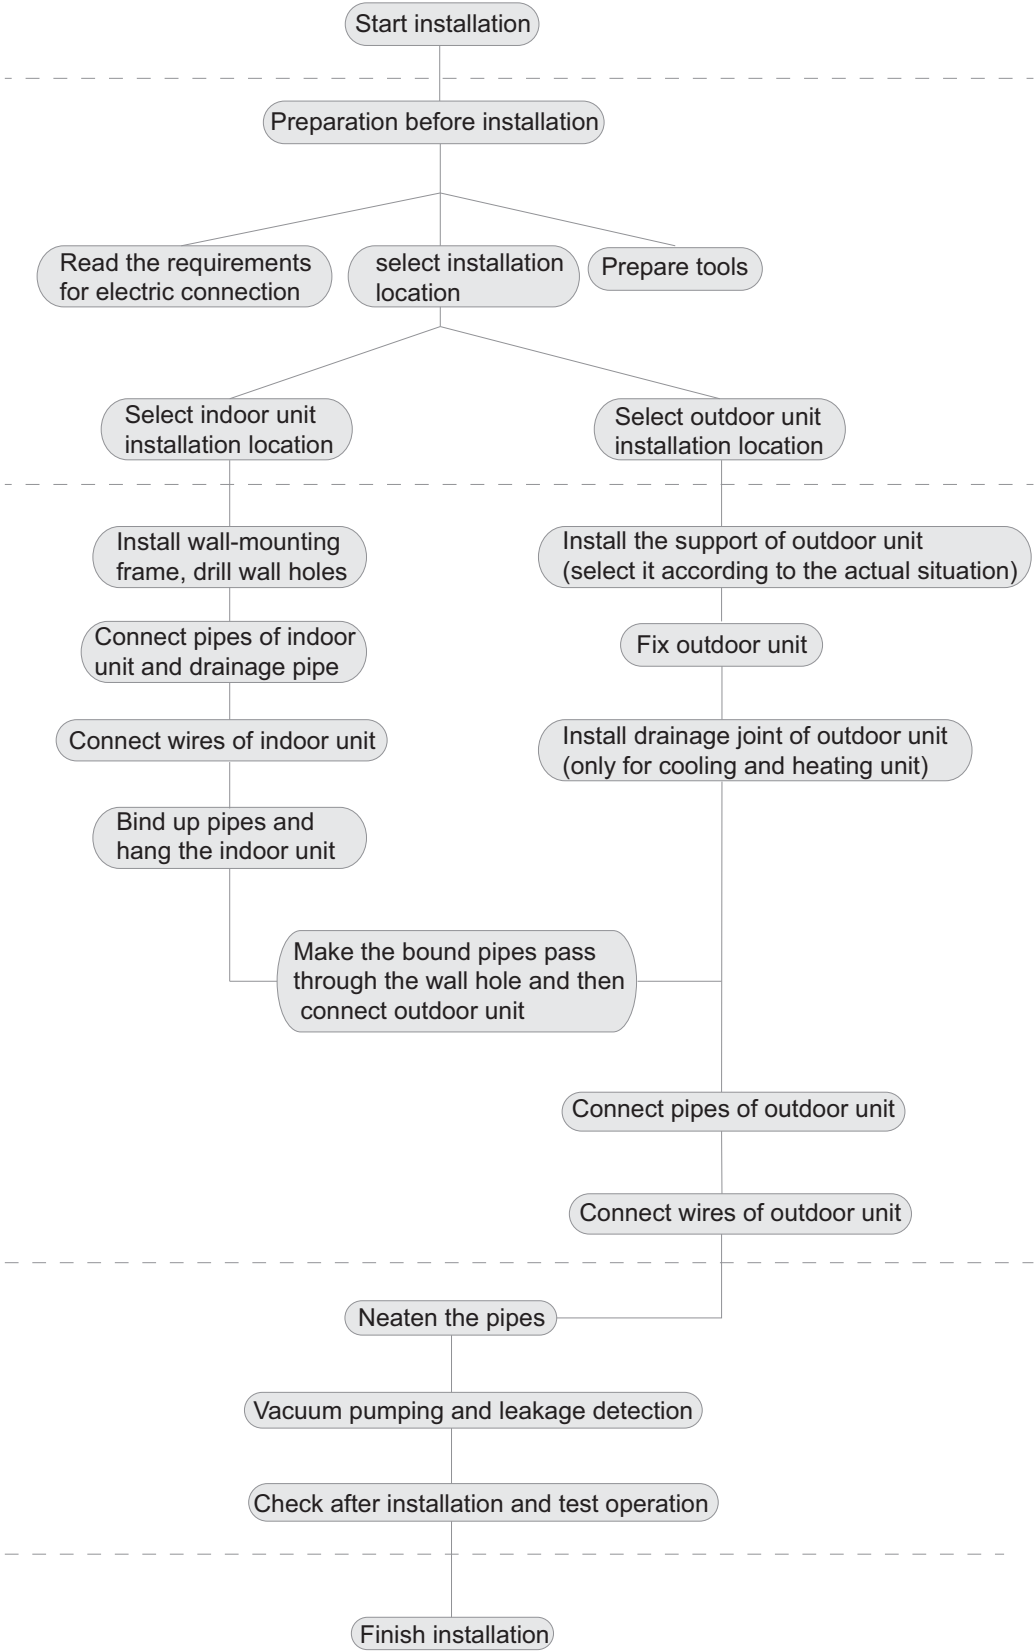 Start installation
Preparation before installation
Read the requirements
for electric connection
select installation
location
Prepare tools
Select indoor unit
installation location
Select outdoor unit
installation location
Install wall-mounting
frame, drill wall holes
Install the support of outdoor unit
(select it according to the actual situation)
Connect pipes of indoor
unit and drainage pipe
Fix outdoor unit
Connect wires of indoor unit
Install drainage joint of outdoor unit
(only for cooling and heating unit)
Bind up pipes and
hang the indoor unit
Make the bound pipes pass
through the wall hole and then
connect outdoor unit
Connect pipes of outdoor unit
Connect wires of outdoor unit
Neaten the pipes
Vacuum pumping and leakage detection
Check after installation and test operation
Finish installation